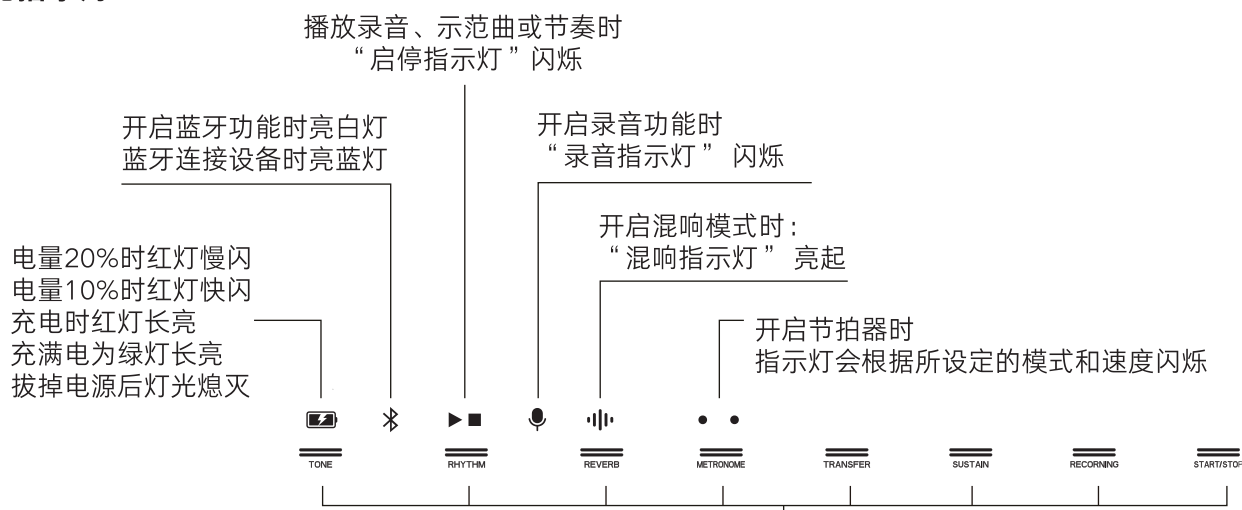 播放录音、示范曲或节奏时
“启停指示灯”闪烁
开启蓝牙功能时亮白灯
蓝牙连接设备时亮蓝灯
开启录音功能时
“录音指示灯” 闪烁
开启混响模式时:
“混响指示灯” 亮起
电量20%时红灯慢闪
电量10%时红灯快闪
充电时红灯长亮
充满电为绿灯长亮
拔掉电源后灯光熄灭
开启节拍器时
指示灯会根据所设定的模式和速度闪烁
TONE RHYTHM REVERB METRONOME TRANSFER SUSTAIN RECORNING START/STOP